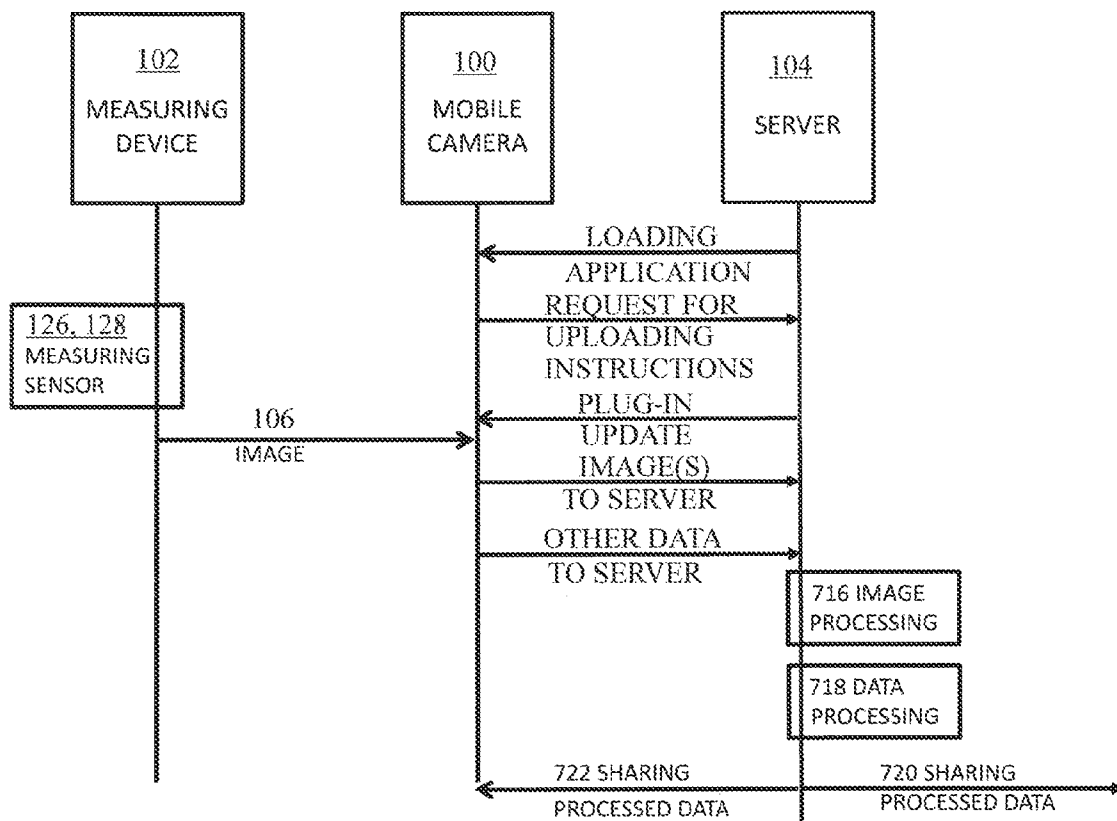 102
MEASURING
DEVICE
100
MOBILE
CAMERA
104
SERVER
LOADING
APPLICATION
REQUEST FOR
UPLOADING
INSTRUCTIONS
126, 128
MEASURING
SENSOR
PLUG-IN
UPDATE
106
IMAGE
IMAGE(S)
TO SERVER
OTHER DATA
TO SERVER
716 IMAGE
PROCESSING
718 DATA
PROCESSING
722 SHARING
PROCESSED DATA
720 SHARING
PROCESSED DATA